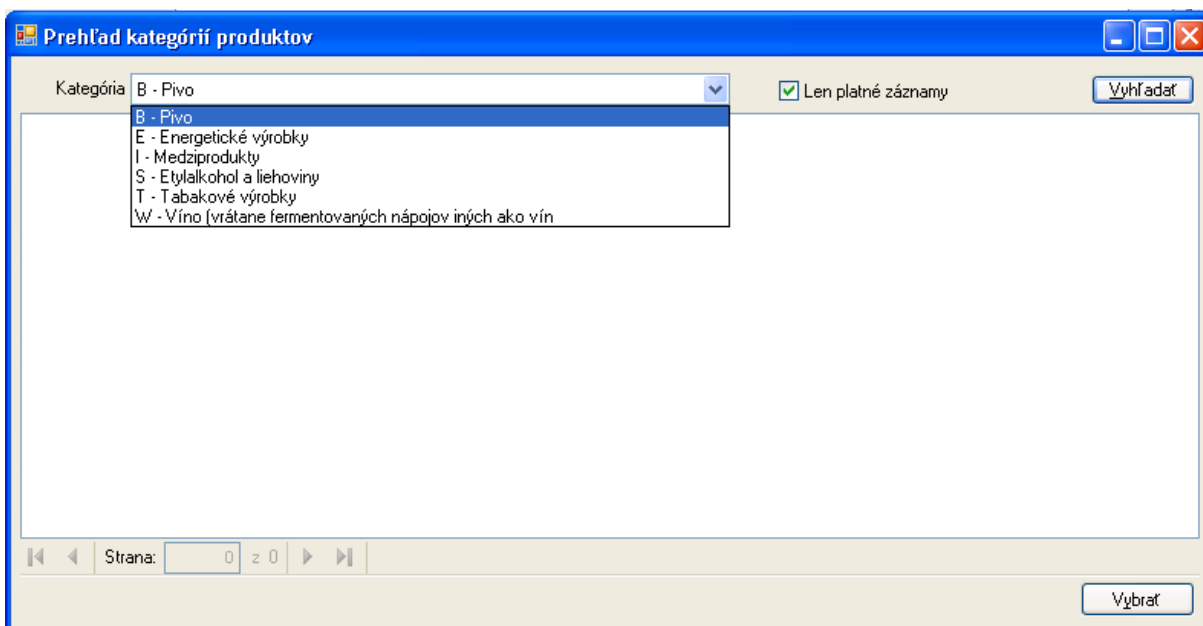 Prehľad kategórií produktov
Kategória B - Pivo Len platné záznamy Vyhľadať
B - Pivo
E - Energetické výrobky
I - Medziprodukty
S - Etylalkohol a liehoviny
T - Tabakové výrobky
W - Víno (vrátane fermentovaných nápojov iných ako vín
Strana: 0 z 0
Vybrať